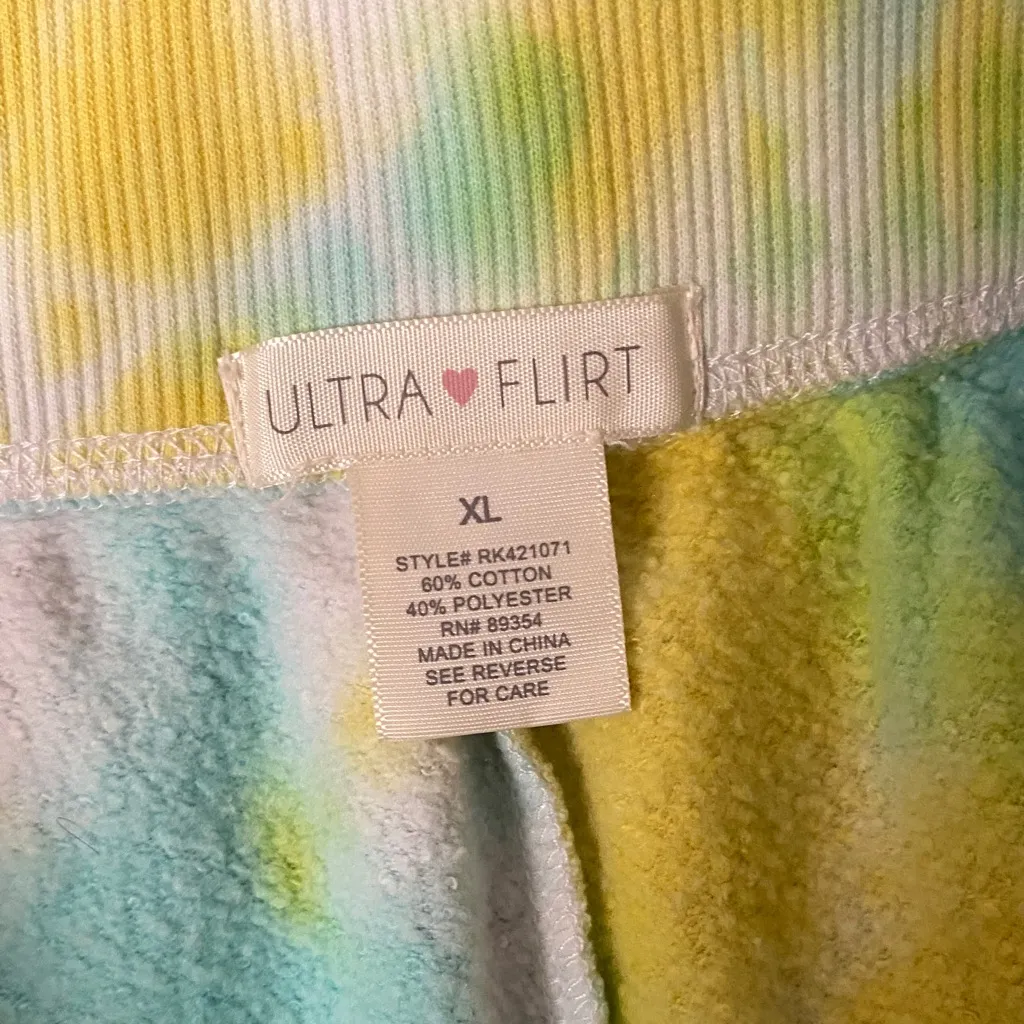 ULTRA FLIRT
XL
STYLE# RK421071
60% COTTON
40% POLYESTER
RN# 89354
MADE IN CHINA
SEE REVERSE
FOR CARE